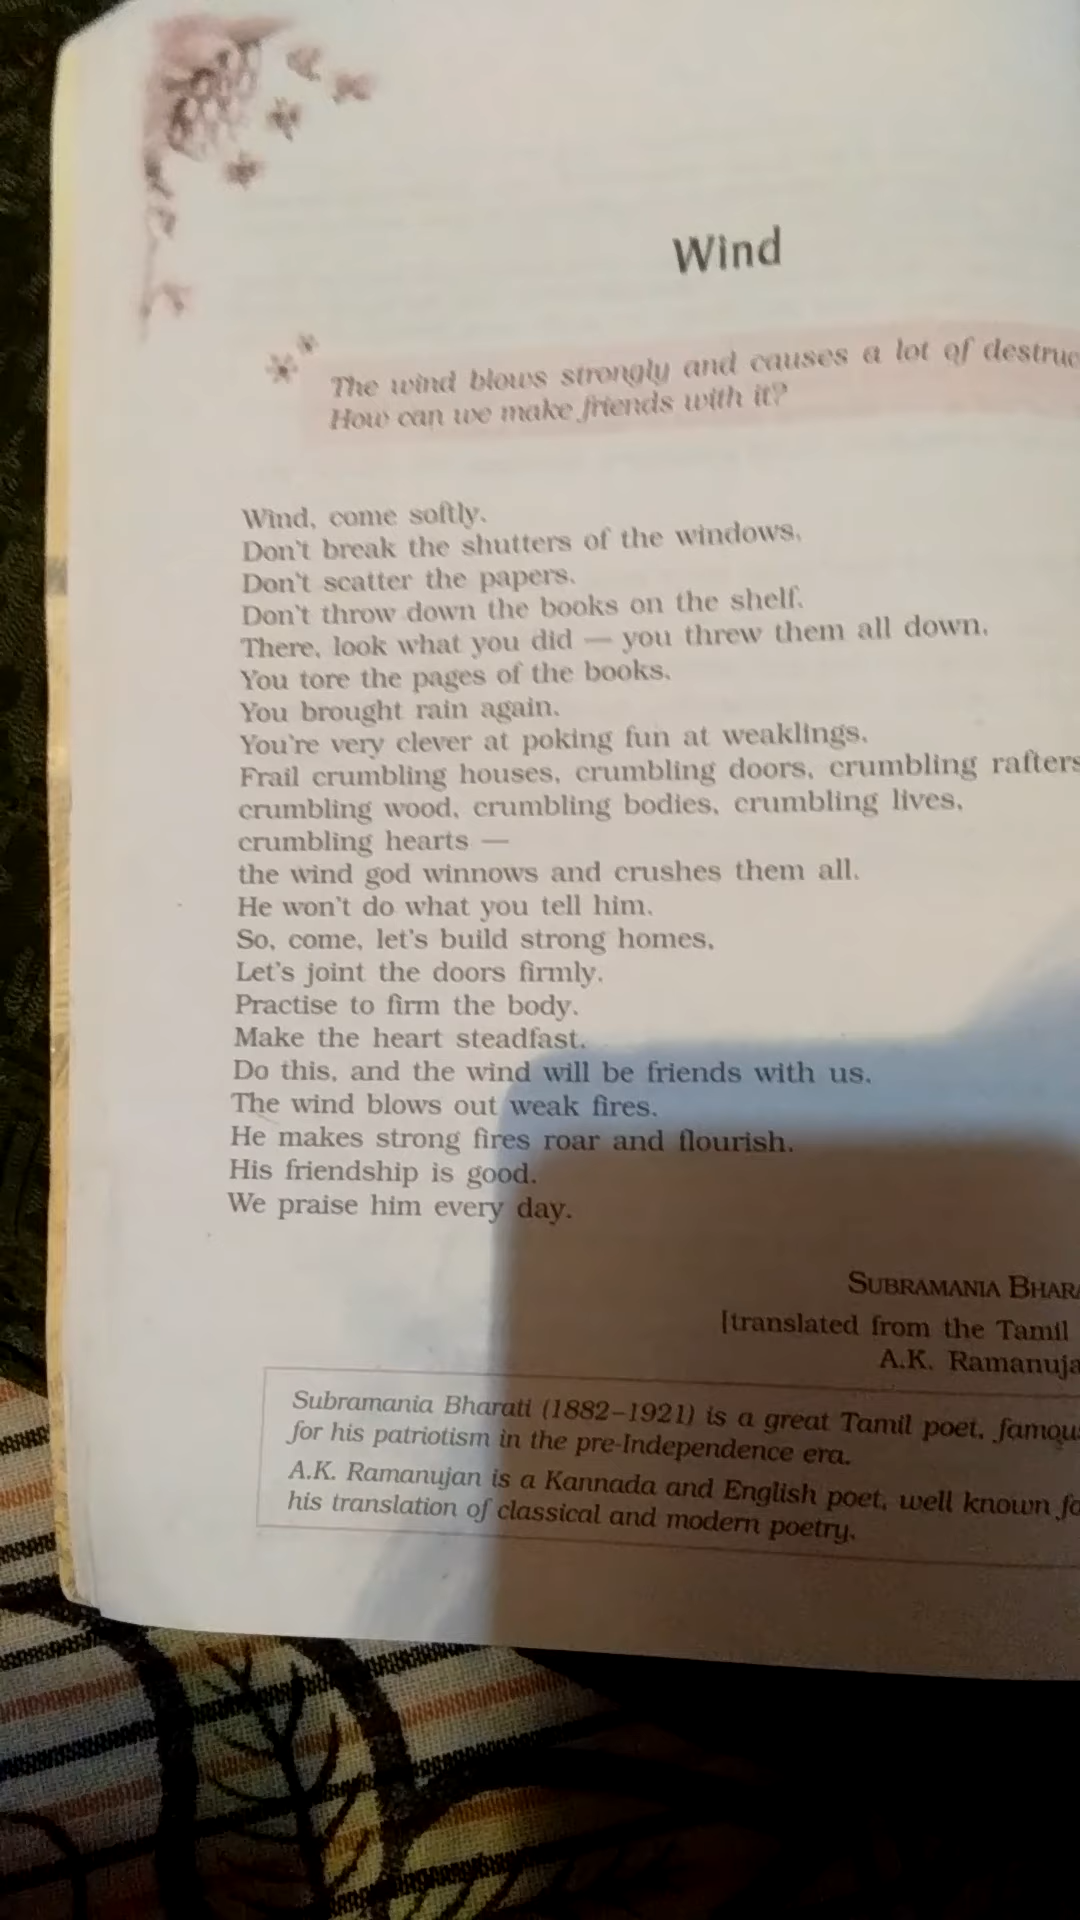 Wind
The wind blows strongly and causes a lot of destruc
How can we make friends with it?
Wind, come softly.
Don't break the shutters of the windows.
Don't scatter the papers.
Don't throw down the books on the shelf.
There, look what you did — you threw them all down.
You tore the pages of the books.
You brought rain again.
You're very clever at poking fun at weaklings.
Frail crumbling houses, crumbling doors, crumbling rafters
crumbling wood, crumbling bodies, crumbling lives,
crumbling hearts —
the wind god winnows and crushes them all.
He won't do what you tell him.
So, come, let's build strong homes,
Let's joint the doors firmly.
Practise to firm the body.
Make the heart steadfast.
Do this, and the wind will be friends with us.
The wind blows out weak fires.
He makes strong fires roar and flourish.
His friendship is good.
We praise him every day.
SUBRAMANIA BHARA
[translated from the Tamil
A.K. Ramanuja
Subramania Bharati (1882–1921) is a great Tamil poet, famou
for his patriotism in the pre-Independence era.
A.K. Ramanujan is a Kannada and English poet, well known fo
his translation of classical and modern poetry.